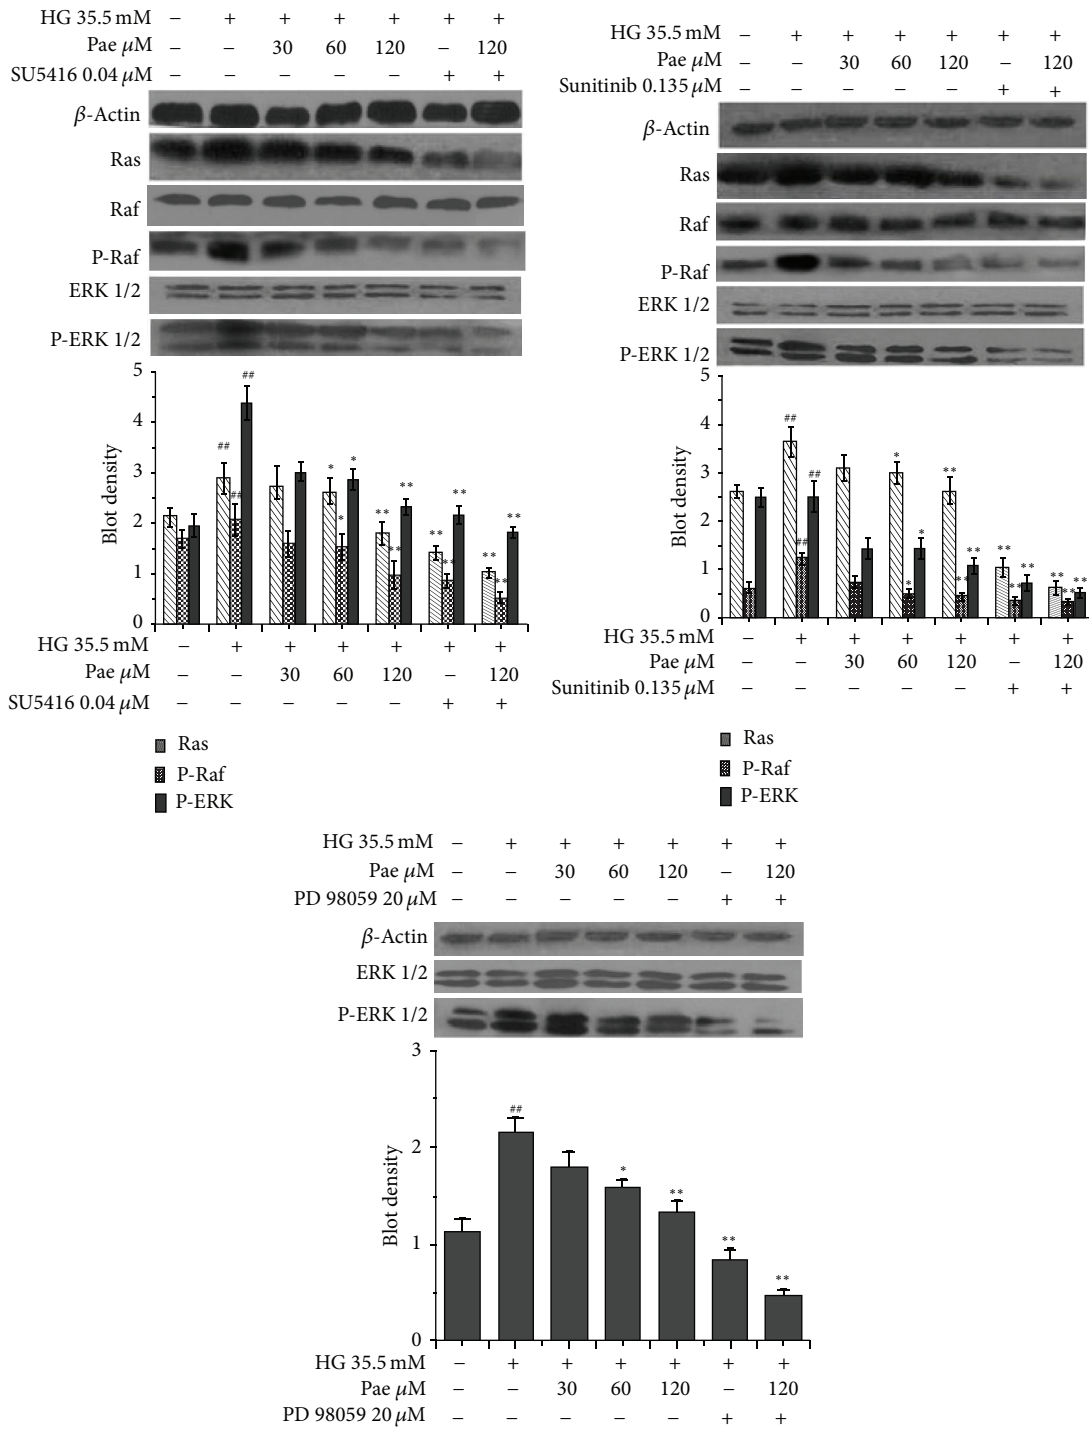 HG 35.5 mM − + + + + + +
Pae μM − − 30 60 120 − 120
SU5416 0.04 μM − − − − − + +
β-Actin
Ras
Raf
P-Raf
ERK 1/2
P-ERK 1/2
5
4
3
2
1
0
Blot density
## ## ##
* * *
** ** **
** ** **
** ** **
HG 35.5 mM − + + + + + +
Pae μM − − 30 60 120 − 120
SU5416 0.04 μM − − − − − + +
Ras
P-Raf
P-ERK
HG 35.5 mM − + + + + + +
Pae μM − − 30 60 120 − 120
Sunitinib 0.135 μM − − − − − + +
β-Actin
Ras
Raf
P-Raf
ERK 1/2
P-ERK 1/2
5
4
3
2
1
0
Blot density
## ## ##
* * *
** ** **
** ** **
** ** **
HG 35.5 mM − + + + + + +
Pae μM − − 30 60 120 − 120
Sunitinib 0.135 μM − − − − − + +
Ras
P-Raf
P-ERK
HG 35.5 mM − + + + + + +
Pae μM − − 30 60 120 − 120
PD 98059 20 μM − − − − − + +
β-Actin
ERK 1/2
P-ERK 1/2
3
2
1
0
Blot density
## * ** ** **
HG 35.5 mM − + + + + + +
Pae μM − − 30 60 120 − 120
PD 98059 20 μM − − − − − + +